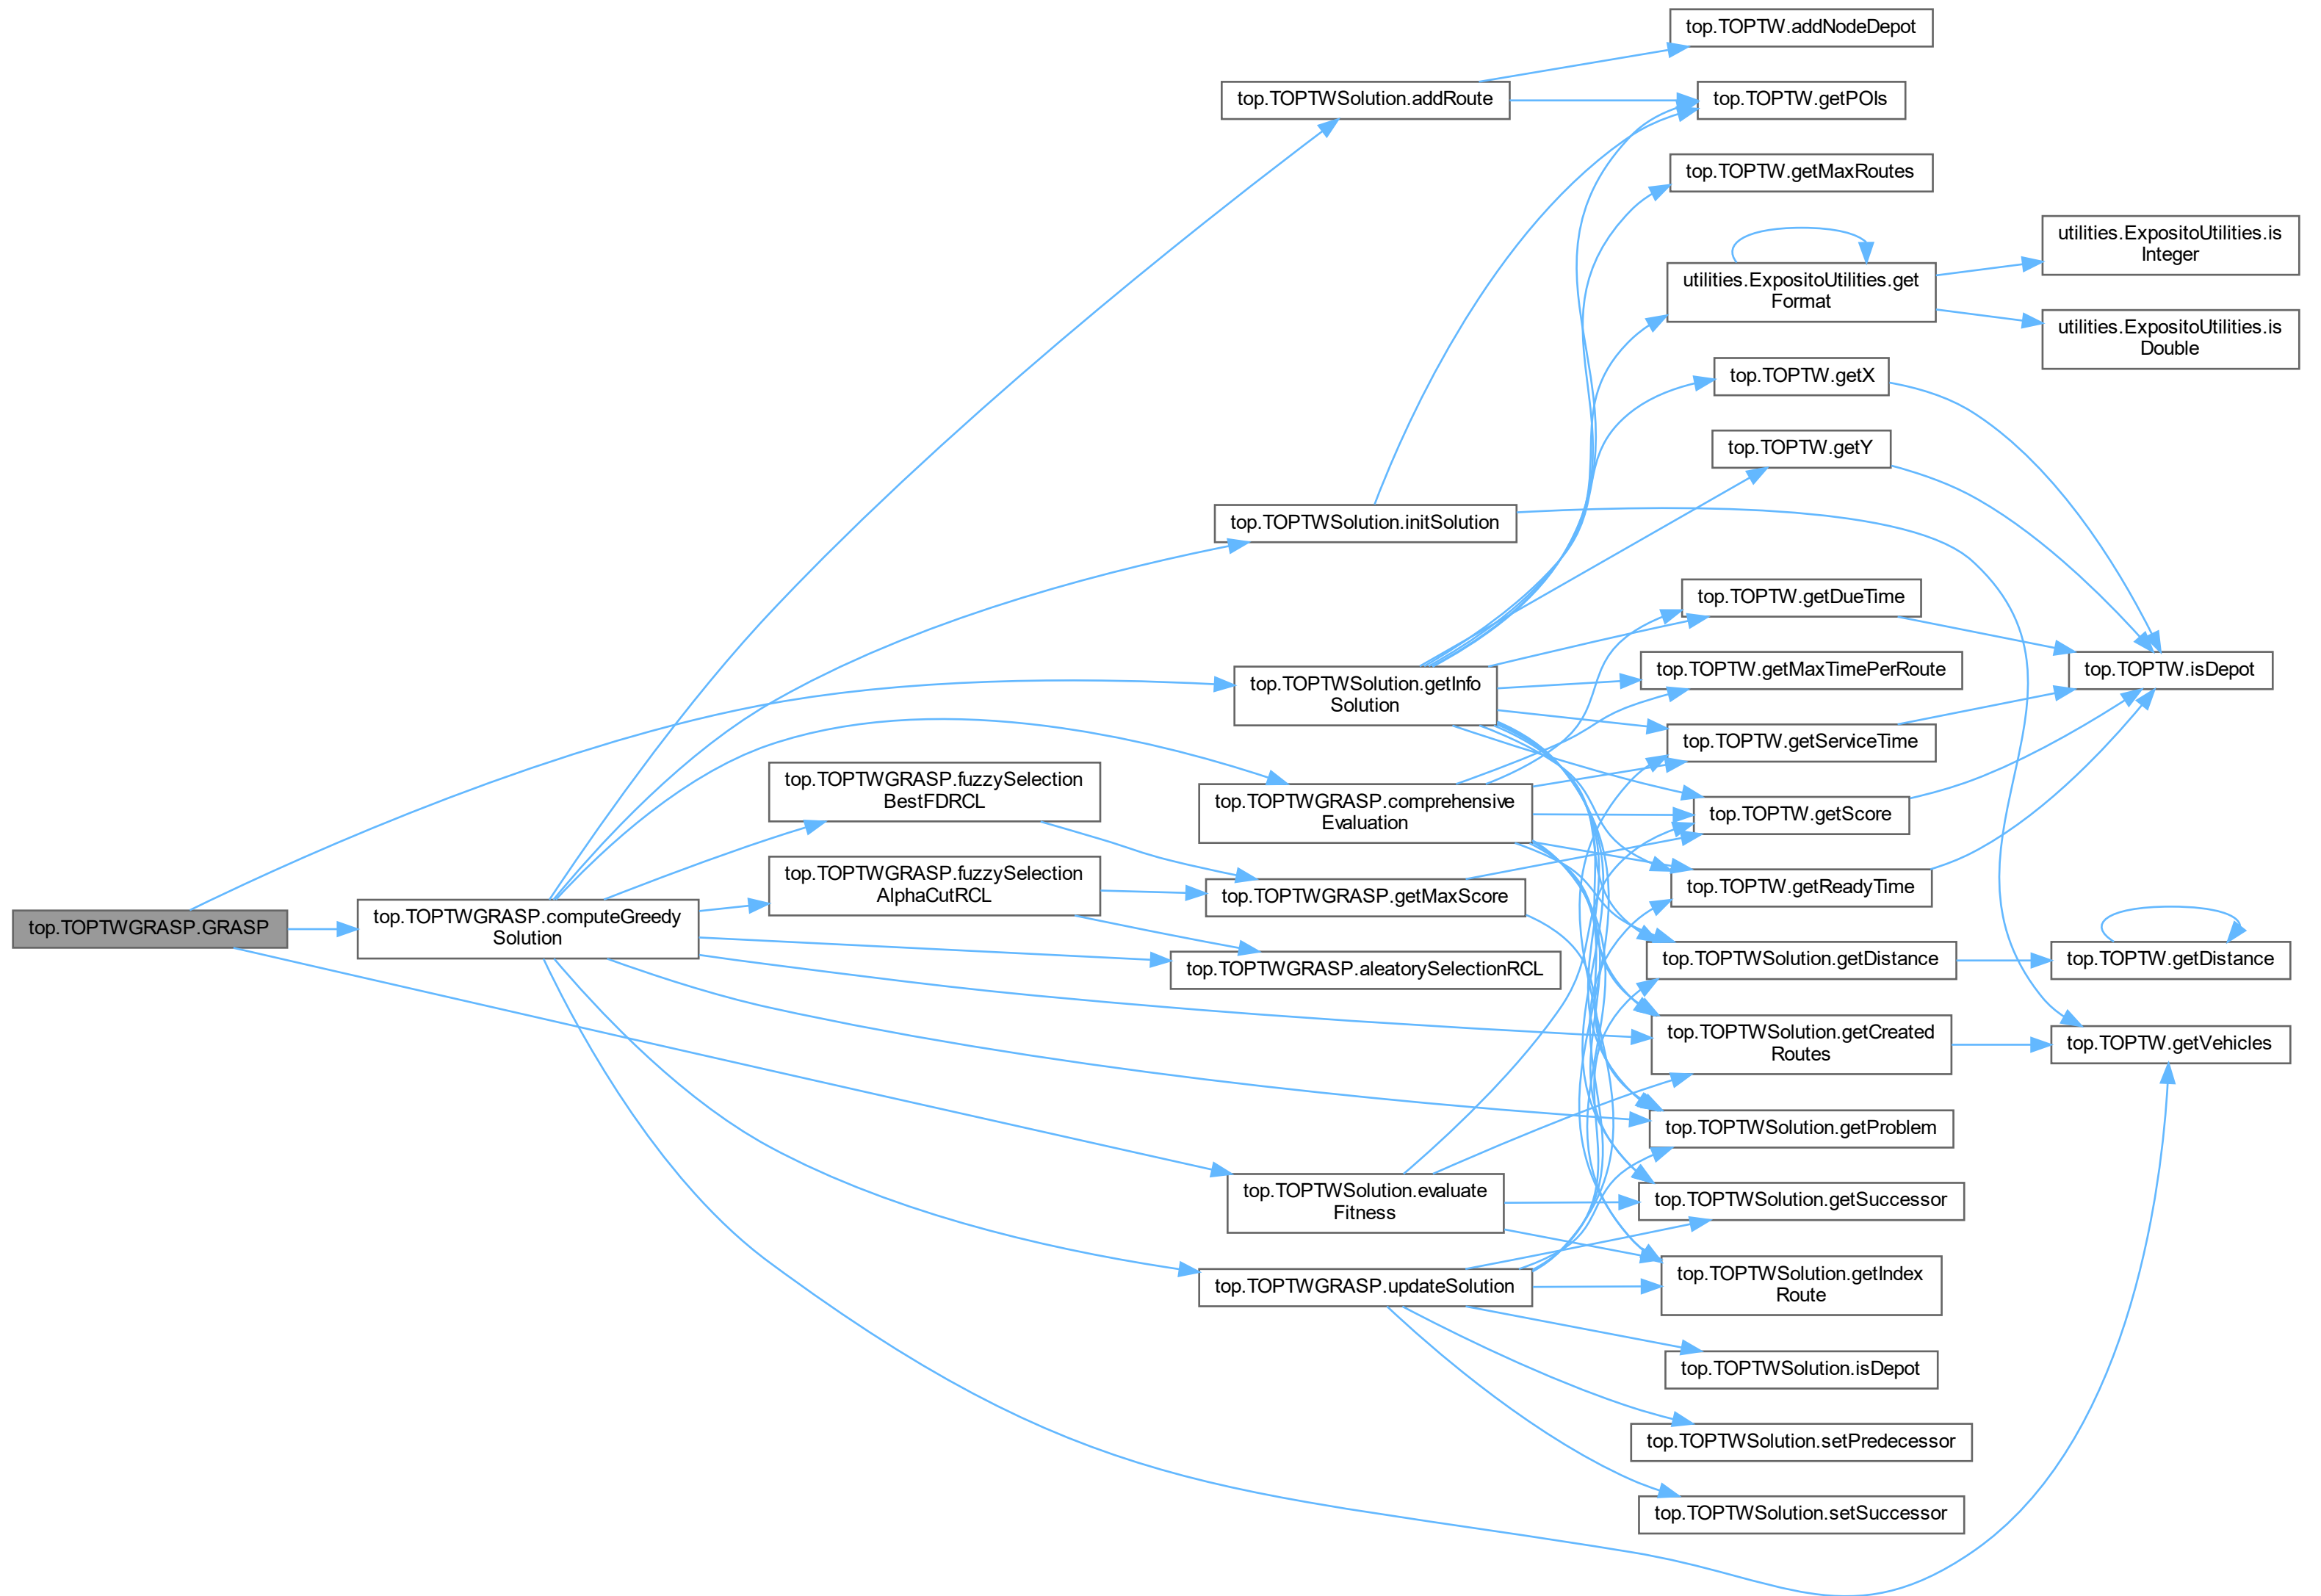 top.TOPTWGRASP.GRASP
top.TOPTWGRASP.computeGreedy
Solution
top.TOPTWGRASP.fuzzySelection
BestFDRCL
top.TOPTWGRASP.fuzzySelection
AlphaCutRCL
top.TOPTWSolution.addRoute
top.TOPTWSolution.initSolution
top.TOPTWSolution.getInfo
Solution
top.TOPTWGRASP.comprehensive
Evaluation
top.TOPTWGRASP.getMaxScore
top.TOPTWGRASP.aleatorySelectionRCL
top.TOPTWSolution.evaluate
Fitness
top.TOPTWGRASP.updateSolution
top.TOPTW.addNodeDepot
top.TOPTW.getPOIs
top.TOPTW.getMaxRoutes
utilities.ExpositoUtilities.get
Format
top.TOPTW.getX
top.TOPTW.getY
top.TOPTW.getDueTime
top.TOPTW.getMaxTimePerRoute
top.TOPTW.getServiceTime
top.TOPTW.getScore
top.TOPTW.getReadyTime
top.TOPTWSolution.getDistance
top.TOPTWSolution.getCreated
Routes
top.TOPTWSolution.getProblem
top.TOPTWSolution.getSuccessor
top.TOPTWSolution.getIndex
Route
top.TOPTWSolution.isDepot
top.TOPTWSolution.setPredecessor
top.TOPTWSolution.setSuccessor
utilities.ExpositoUtilities.is
Integer
utilities.ExpositoUtilities.is
Double
top.TOPTW.isDepot
top.TOPTW.getDistance
top.TOPTW.getVehicles